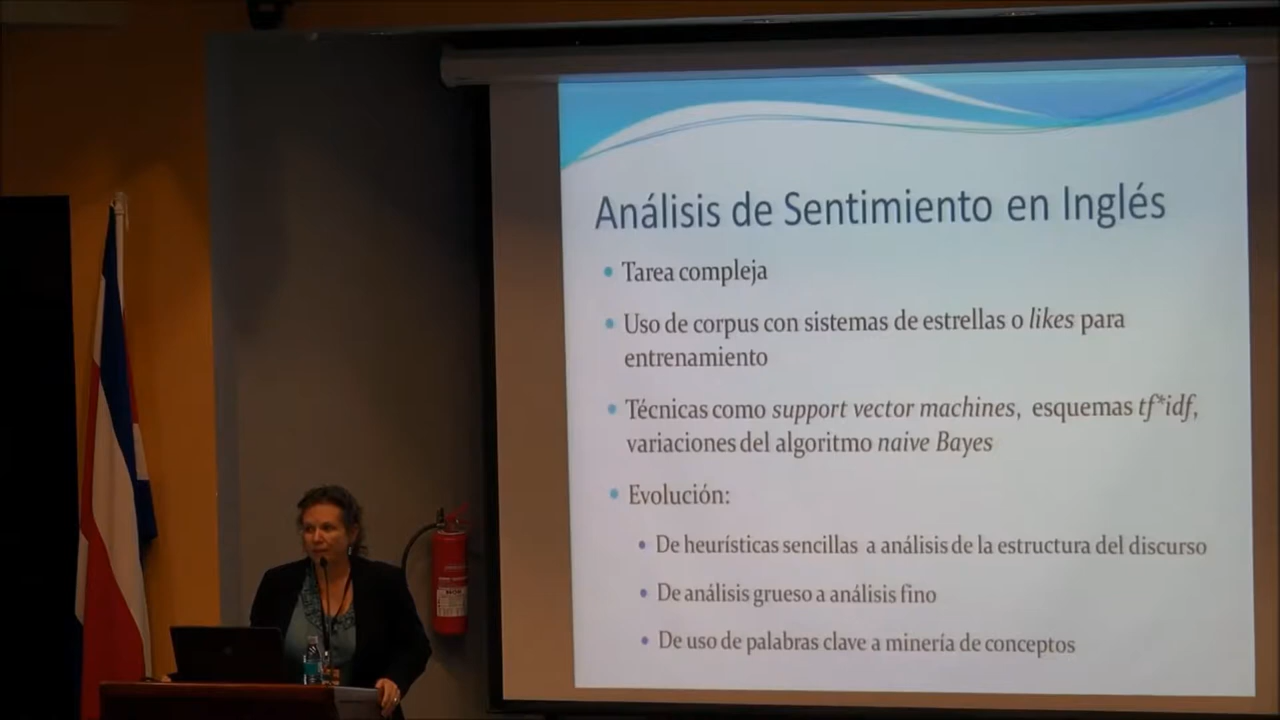 Análisis de Sentimiento en Inglés
• Tarea compleja
• Uso de corpus con sistemas de estrellas o likes para
entrenamiento
• Técnicas como support vector machines, esquemas tf*idf,
variaciones del algoritmo naive Bayes
• Evolución:
• De heurísticas sencillas a análisis de la estructura del discurso
• De análisis grueso a análisis fino
• De uso de palabras clave a minería de conceptos